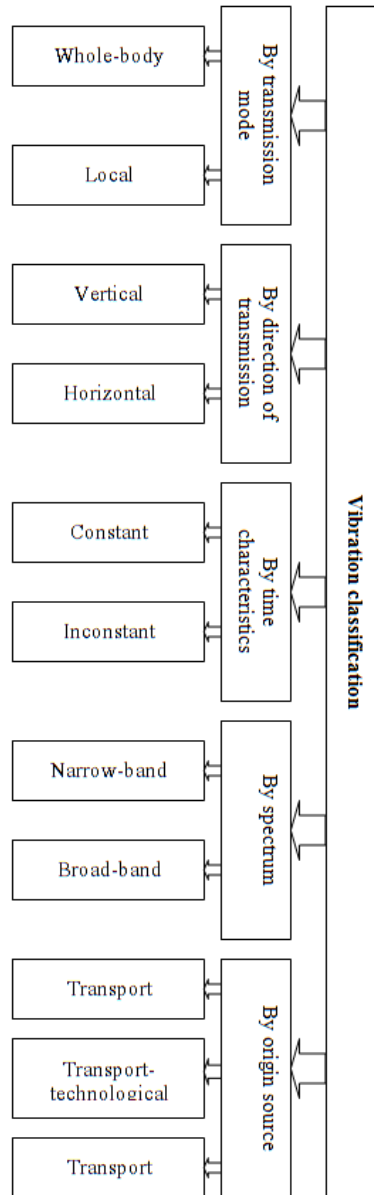 Vibration classification
By transmission
mode
Whole-body
Local
By direction of
transmission
Vertical
Horizontal
By time
characteristics
Constant
Inconstant
By spectrum
Narrow-band
Broad-band
By origin source
Transport
Transport-
technological
Transport